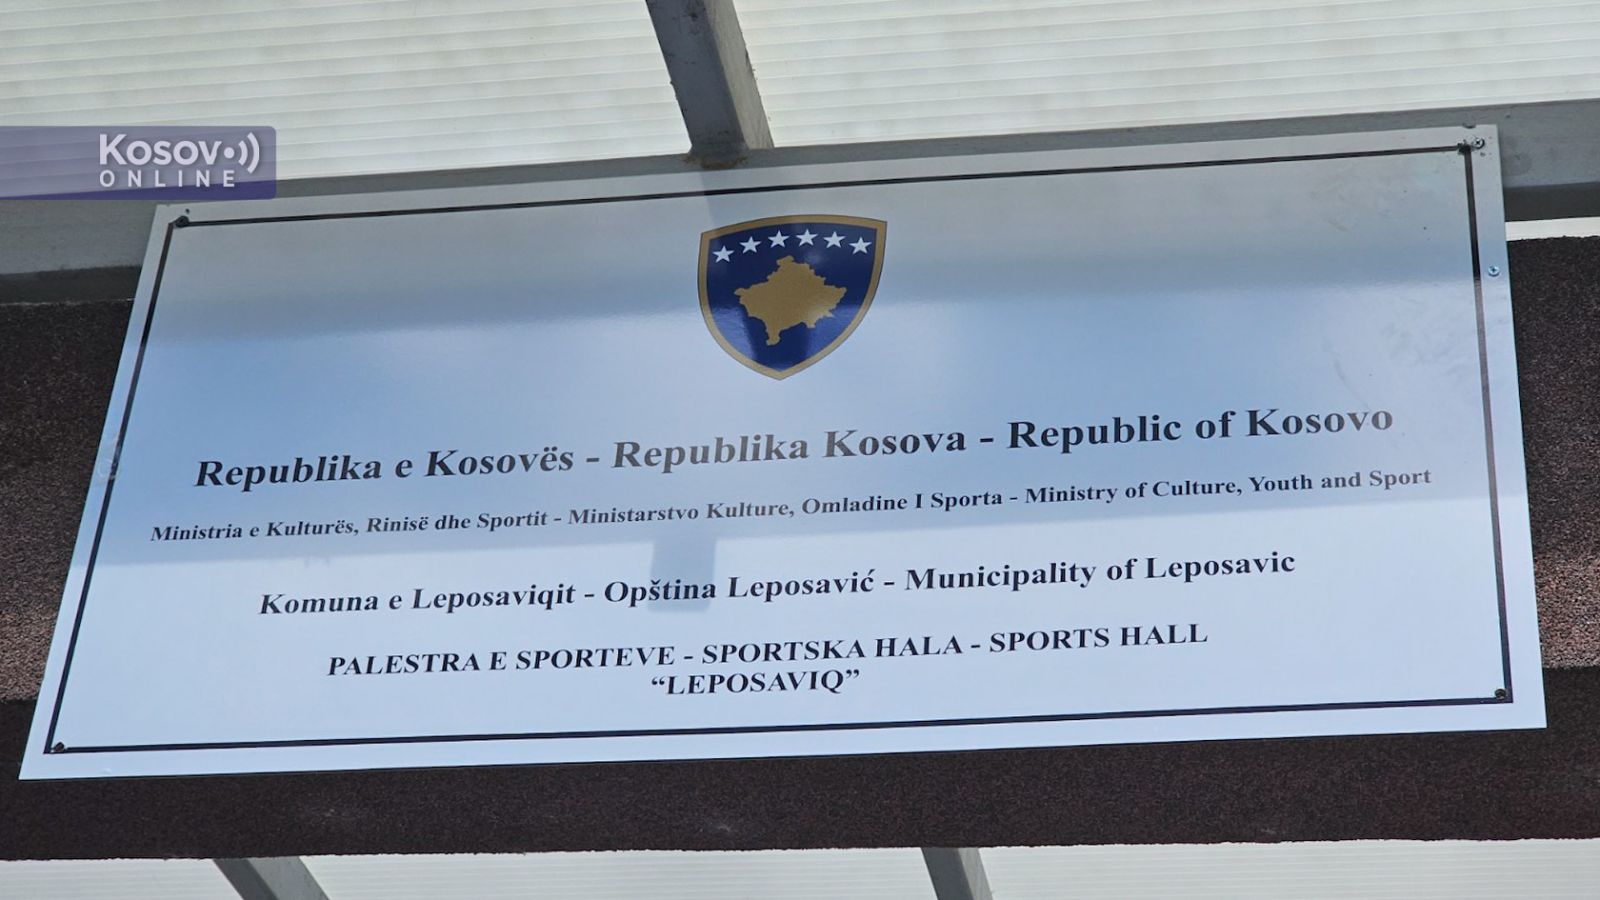 Kosovo
ONLINE
Republika e Kosovës - Republika Kosova - Republic of Kosovo
Ministria e Kulturës, Rinisë dhe Sportit - Ministarstvo Kulture, Omladine I Sporta - Ministry of Culture, Youth and Sport
Komuna e Leposaviqit - Opština Leposavić - Municipality of Leposavic
PALESTRA E SPORTEVE - SPORTSKA HALA - SPORTS HALL
“LEPOSAVIQ”